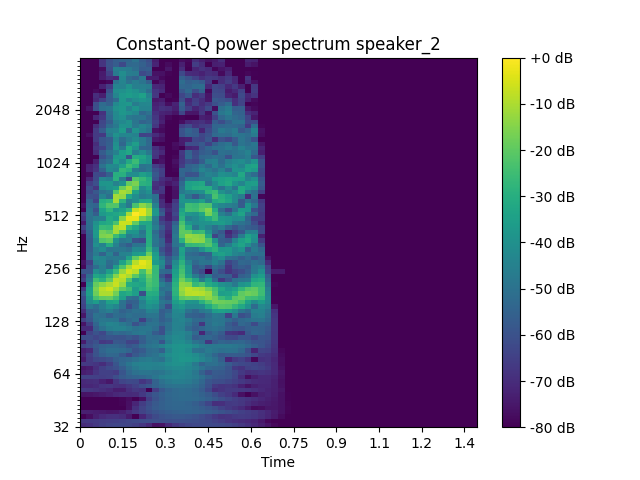 Constant-Q power spectrum speaker_2
Hz
2048
1024
512
256
128
64
32
0 0.15 0.3 0.45 0.6 0.75 0.9 1.1 1.2 1.4
Time
+0 dB
-10 dB
-20 dB
-30 dB
-40 dB
-50 dB
-60 dB
-70 dB
-80 dB